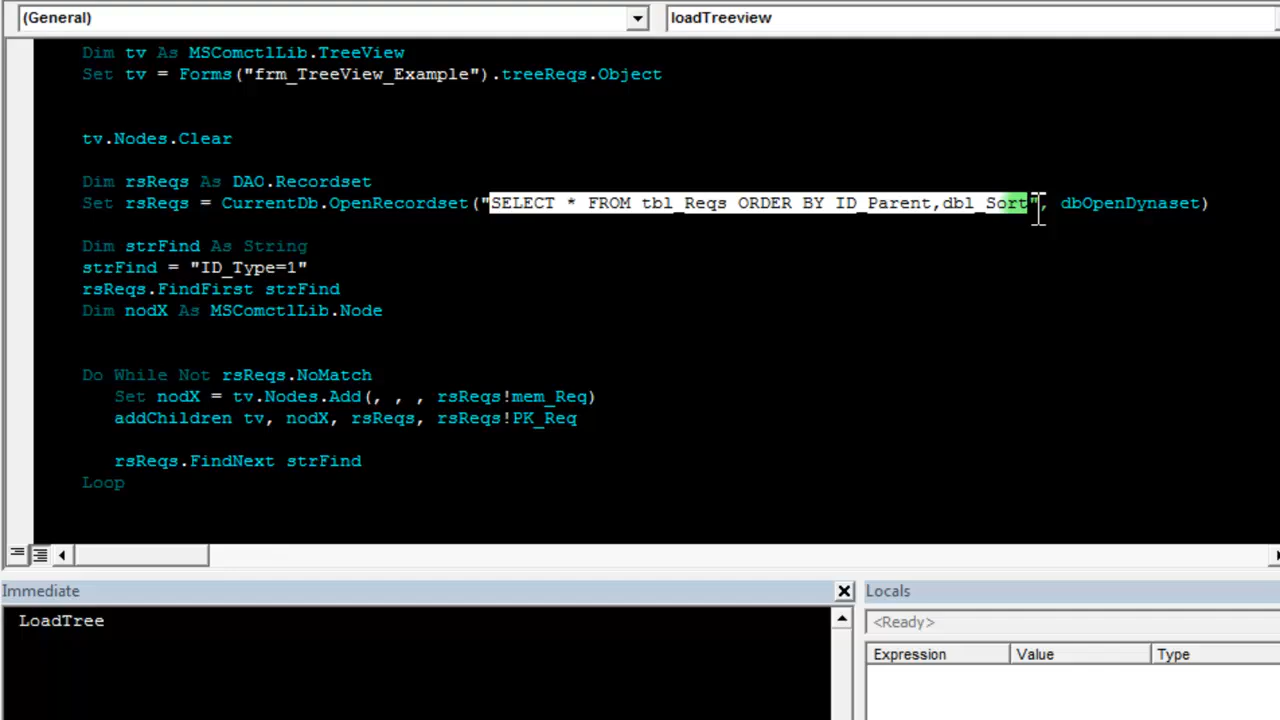 (General) loadTreeview
Dim tv As MSComctlLib.TreeView
Set tv = Forms("frm_TreeView_Example").treeReqs.Object
tv.Nodes.Clear
Dim rsReqs As DAO.Recordset
Set rsReqs = CurrentDb.OpenRecordset("SELECT * FROM tbl_Reqs ORDER BY ID_Parent,dbl_Sort", dbOpenDynaset)
Dim strFind As String
strFind = "ID_Type=1"
rsReqs.FindFirst strFind
Dim nodX As MSComctlLib.Node
Do While Not rsReqs.NoMatch
Set nodX = tv.Nodes.Add(, , , rsReqs!mem_Req)
addChildren tv, nodX, rsReqs, rsReqs!PK_Req
rsReqs.FindNext strFind
Loop
Immediate
LoadTree
Locals
<Ready>
Expression Value Type